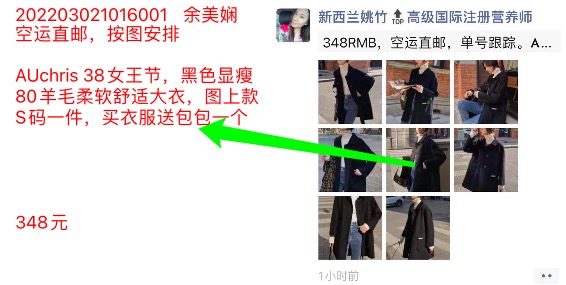 202203021016001 余美娴
空运直邮，按图安排
AUchris 38女王节，黑色显瘦
80羊毛柔软舒适大衣，图上款
S码一件，买衣服送包包一个
348元
新西兰姚竹 TOP 高级国际注册营养师
348RMB，空运直邮，单号跟踪。A...
1小时前